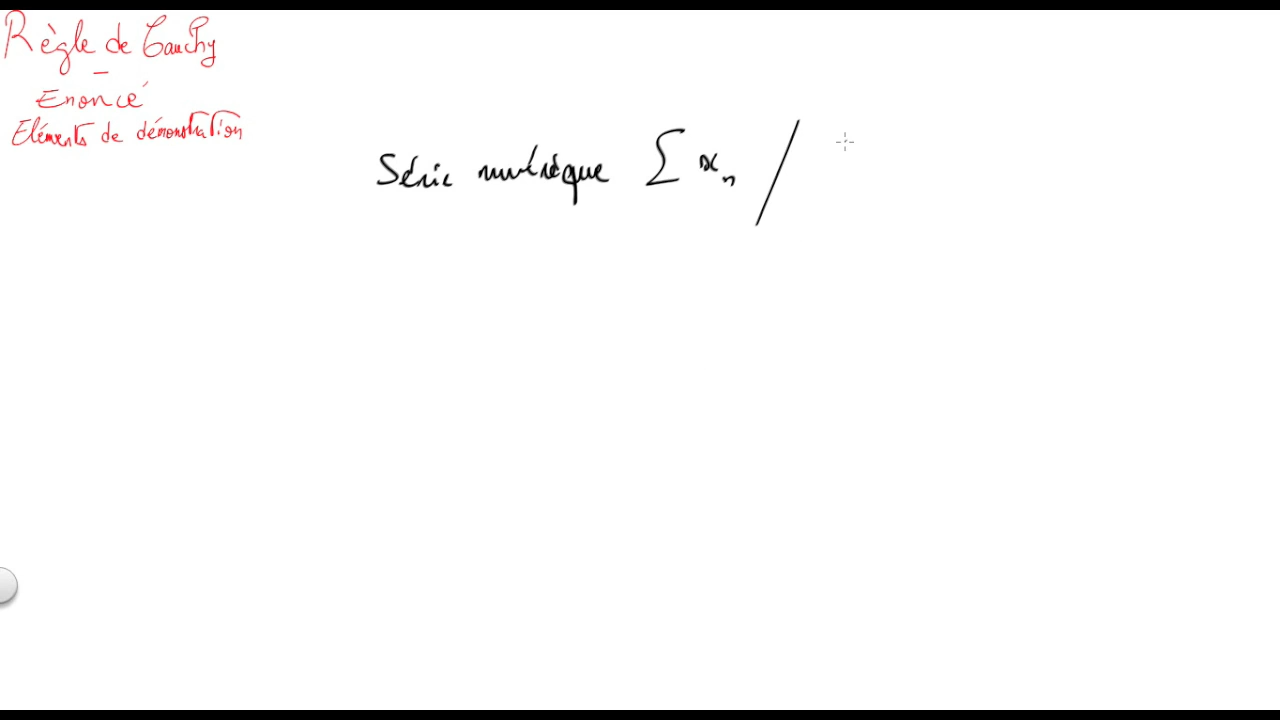 Règle de Cauchy
-
Enoncé
Eléments de démonstration
Série numérique ∑ xₙ /